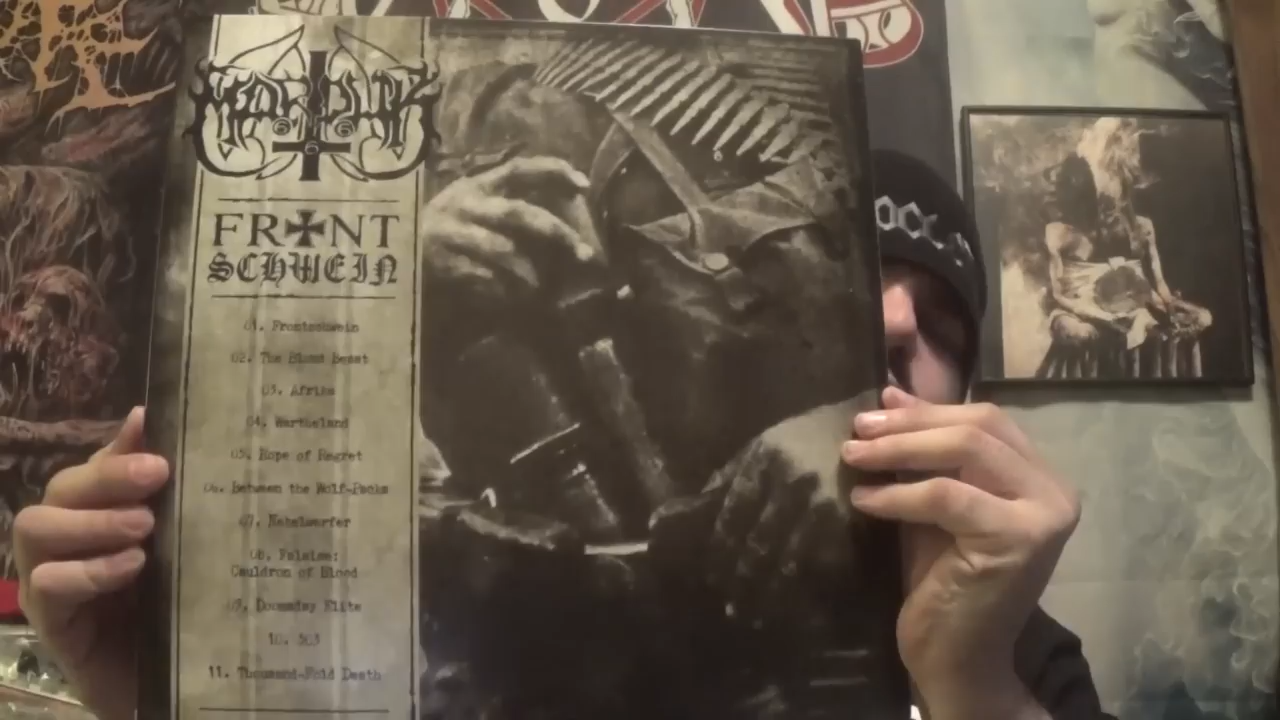 MARDUK
666
FRONT
SCHWEIN
01. Frontschwein
02. The Blond Beast
03. Afrika
04. Wartheland
05. Rope of Regret
06. Between the Wolf-Packs
07. Nebelwerfer
08. Falaise:
Cauldron of Blood
09. Doomsday Elite
10. 503
11. Thousand-Fold Death